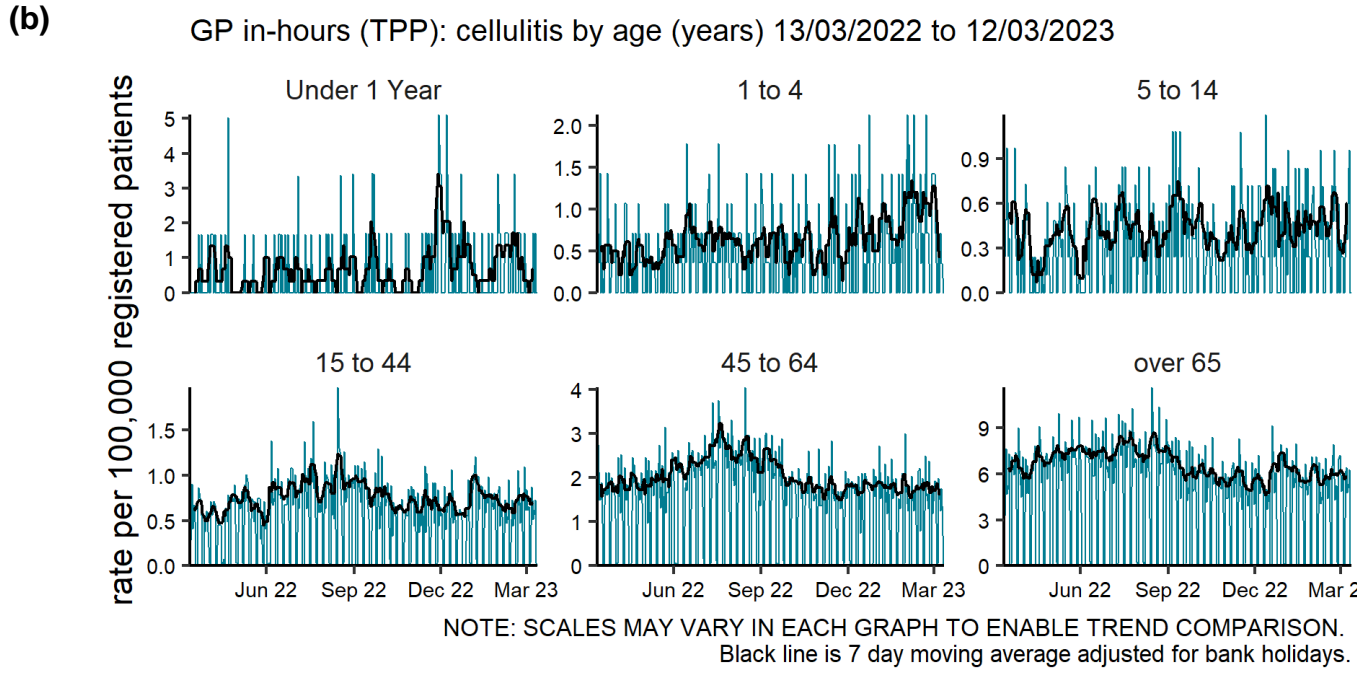 (b)
GP in-hours (TPP): cellulitis by age (years) 13/03/2022 to 12/03/2023
rate per 100,000 registered patients
Under 1 Year
5
4
3
2
1
0
1 to 4
2.0
1.5
1.0
0.5
0.0
5 to 14
0.9
0.6
0.3
0.0
15 to 44
1.5
1.0
0.5
0.0
Jun 22 Sep 22 Dec 22 Mar 23
45 to 64
4
3
2
1
0
Jun 22 Sep 22 Dec 22 Mar 23
over 65
9
6
3
0
Jun 22 Sep 22 Dec 22 Mar 2
NOTE: SCALES MAY VARY IN EACH GRAPH TO ENABLE TREND COMPARISON.
Black line is 7 day moving average adjusted for bank holidays.